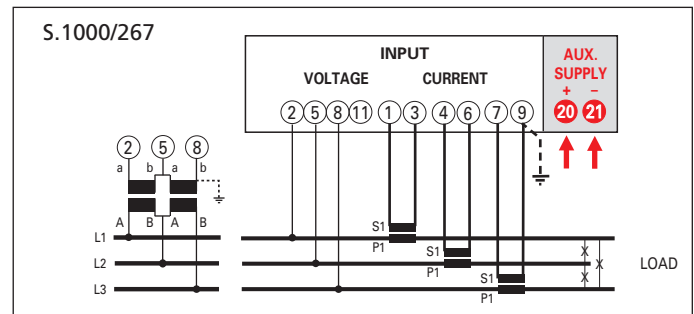 S.1000/267
INPUT
VOLTAGE CURRENT
AUX.
SUPPLY
+ −
2 5 8 11 1 3 4 6 7 9 20 21
2 5 8
a b a b
A B A B
S1
P1
S1
P1
S1
P1
L1
L2
L3
X
X
X
LOAD